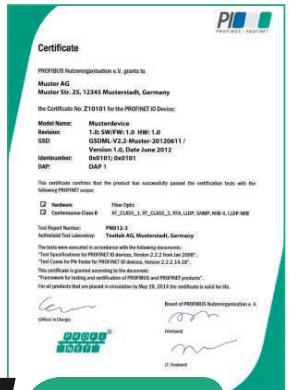 PI
PROFIBUS • PROFINET
Certificate
PROFIBUS Nutzerorganisation e.V. grants to
Muster AG
Muster Str. 25, 12345 Musterstadt, Germany
the Certificate No: Z10101 for the PROFINET IO Device:
Model Name: Musterdevice
Revision: 1.0; SW/FW: 1.0 HW: 1.0
GSD: GSDML-V2.2-Muster-20120611 /
Version 1.0, Date June 2012
Identnumber: 0x0101; 0x0101
DAP: DAP 1
This certificate confirms that the product has successfully passed the certification tests with the
following PROFINET scope:
Hardware Fiber Optic
Conformance Class B RT_CLASS_1, RT_CLASS_2, RTA, LLDP, SNMP, MIB-II, LLDP-MIB
Test Report Number: PN012-3
Authorized Test Laboratory: Testlab AG, Musterstadt, Germany
The tests were executed in accordance with the following documents:
"Test Specifications for PROFINET IO devices, Version 2.2.2 from Jan 2008",
"Test Cases for PN Tester for PROFINET IO devices, Version 2.2.2.14.10".
This certificate is granted according to the document:
"Framework for testing and certification of PROFIBUS and PROFINET products".
For all products that are placed in circulation by May 19, 2014 the certificate is valid for life.
Board of PROFIBUS Nutzerorganisation e. V.
(Officer in Charge)
(Vorstand)
PROFI
NET